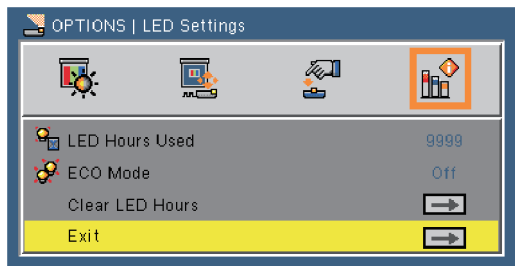 OPTIONS | LED Settings
LED Hours Used 9999
ECO Mode Off
Clear LED Hours
Exit